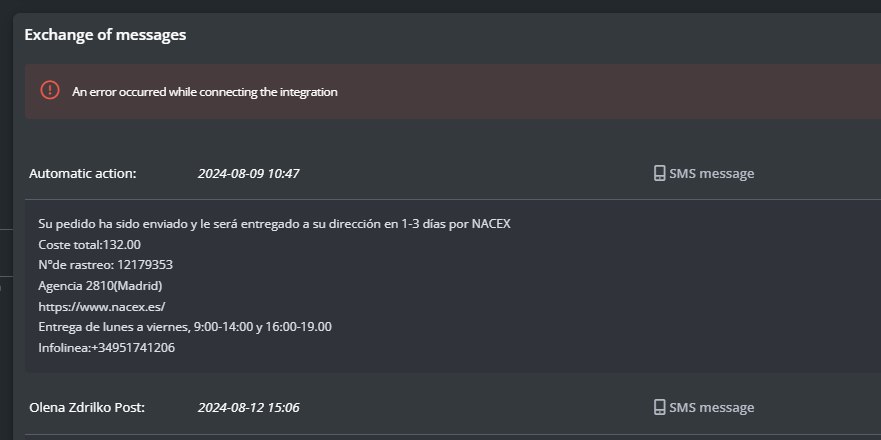 Exchange of messages
An error occurred while connecting the integration
Automatic action: 2024-08-09 10:47 SMS message
Su pedido ha sido enviado y le será entregado a su dirección en 1-3 días por NACEX
Coste total:132.00
Nºde rastreo: 12179353
Agencia 2810(Madrid)
https://www.nacex.es/
Entrega de lunes a viernes, 9:00-14:00 y 16:00-19.00
Infolinea:+34951741206
Olena Zdrilko Post: 2024-08-12 15:06 SMS message